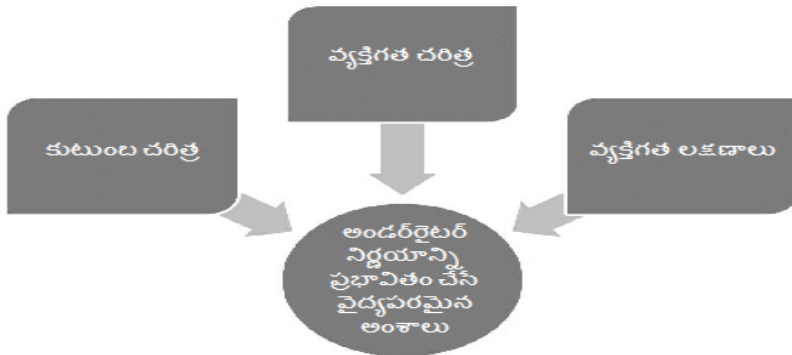 వ్యక్తిగత చరిత్ర
కుటుంబ చరిత్ర
వ్యక్తిగత లక్షణాలు
అండర్‌రైటర్
నిర్ణయాన్ని
ప్రభావితం చేసే
వైద్యపరమైన
అంశాలు